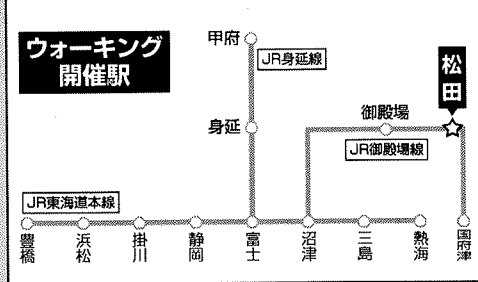 ウォーキング
開催駅
甲府
JR身延線
松田
身延
御殿場
JR御殿場線
JR東海道本線
豊橋
浜松
掛川
静岡
富士
沼津
三島
熱海
国府津